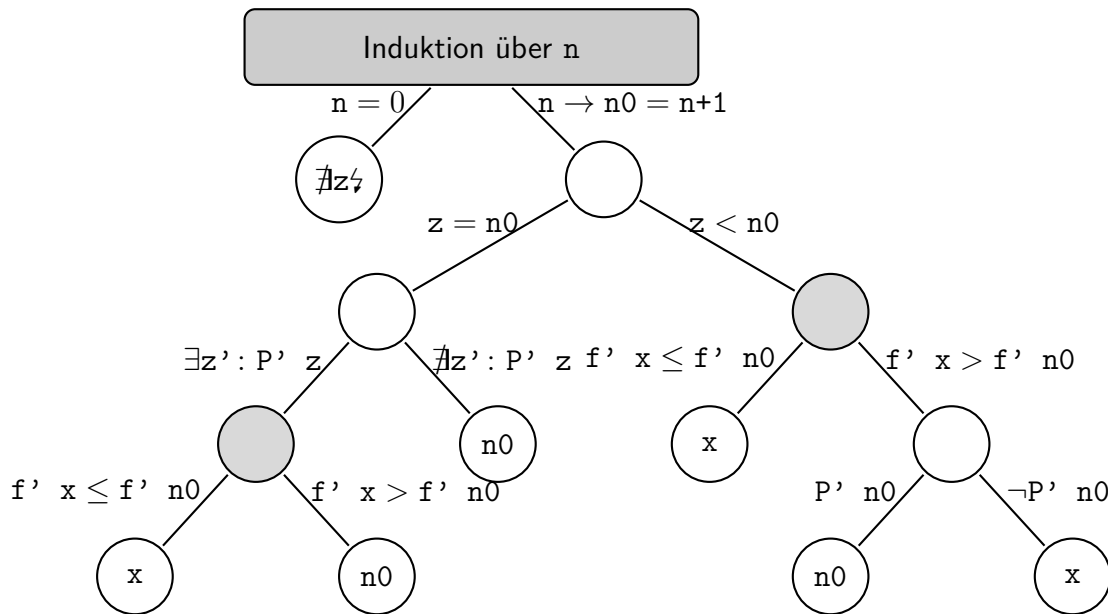 Induktion über n
n = 0
n → n0 = n+1
∄z↯
z = n0
z < n0
∃z': P' z
∄z': P' z
f' x ≤ f' n0
f' x > f' n0
n0
x
f' x ≤ f' n0
f' x > f' n0
P' n0
¬P' n0
x
n0
n0
x